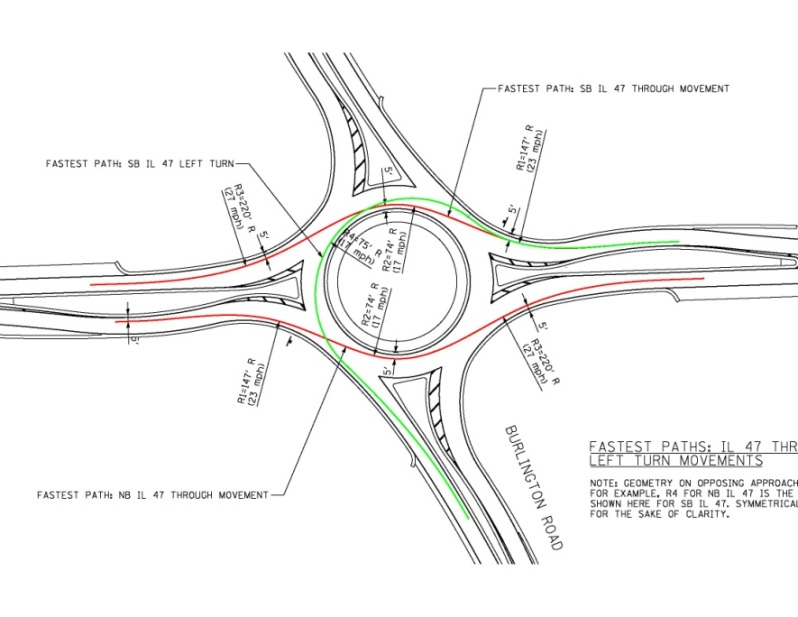 FASTEST PATH: SB IL 47 THROUGH MOVEMENT
R1=147' R
(23 mph)
5'
FASTEST PATH: SB IL 47 LEFT TURN
5'
R3=220' R
(27 mph)
5'
R4=75' R
(17 mph)
R2=74' R
(17 mph)
R2=74' R
(17 mph)
5'
5'
5'
R3=220' R
(27 mph)
R1=147' R
(23 mph)
BURLINGTON ROAD
FASTEST PATH: NB IL 47 THROUGH MOVEMENT
FASTEST PATHS: IL 47 THR
LEFT TURN MOVEMENTS
NOTE: GEOMETRY ON OPPOSING APPROACH
FOR EXAMPLE, R4 FOR NB IL 47 IS THE
SHOWN HERE FOR SB IL 47. SYMMETRICAL
FOR THE SAKE OF CLARITY.